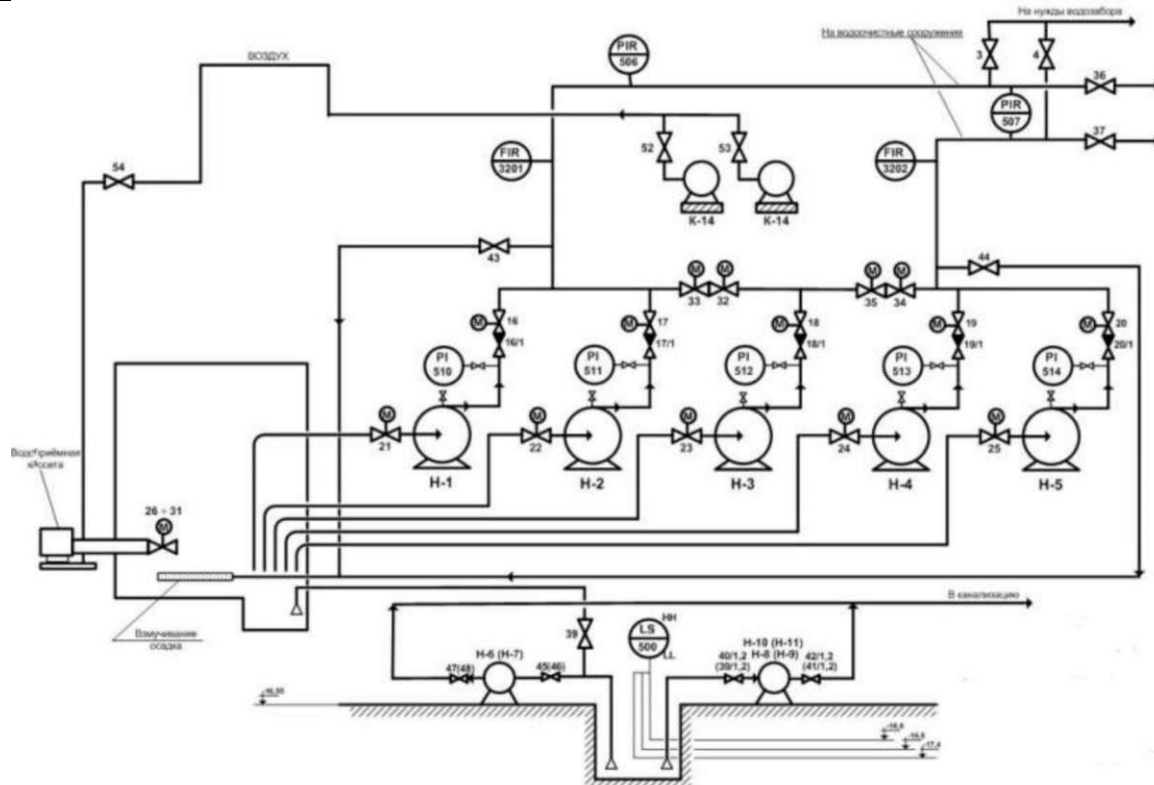 На нужды водозабора
На водоочистные сооружения
ВОЗДУХ
PIR
506
3
4
36
PIR
507
37
54
FIR
3201
52
53
FIR
3202
К-14
К-14
43
44
33
32
35
34
16
16/1
17
17/1
18
18/1
19
19/1
20
20/1
PI
510
PI
511
PI
512
PI
513
PI
514
21
22
23
24
25
Н-1
Н-2
Н-3
Н-4
Н-5
М
М
М
М
М
М
М
М
М
М
М
М
М
М
Водоприёмная
26 ÷ 31
М
В канализацию
Взмучивание
осадка
39
LS
500
HH
LL
Н-6 (Н-7)
47(48)
45(46)
Н-10 (Н-11)
Н-8 (Н-9)
40/1,2
(39/1,2)
42/1,2
(41/1,2)
-17,4